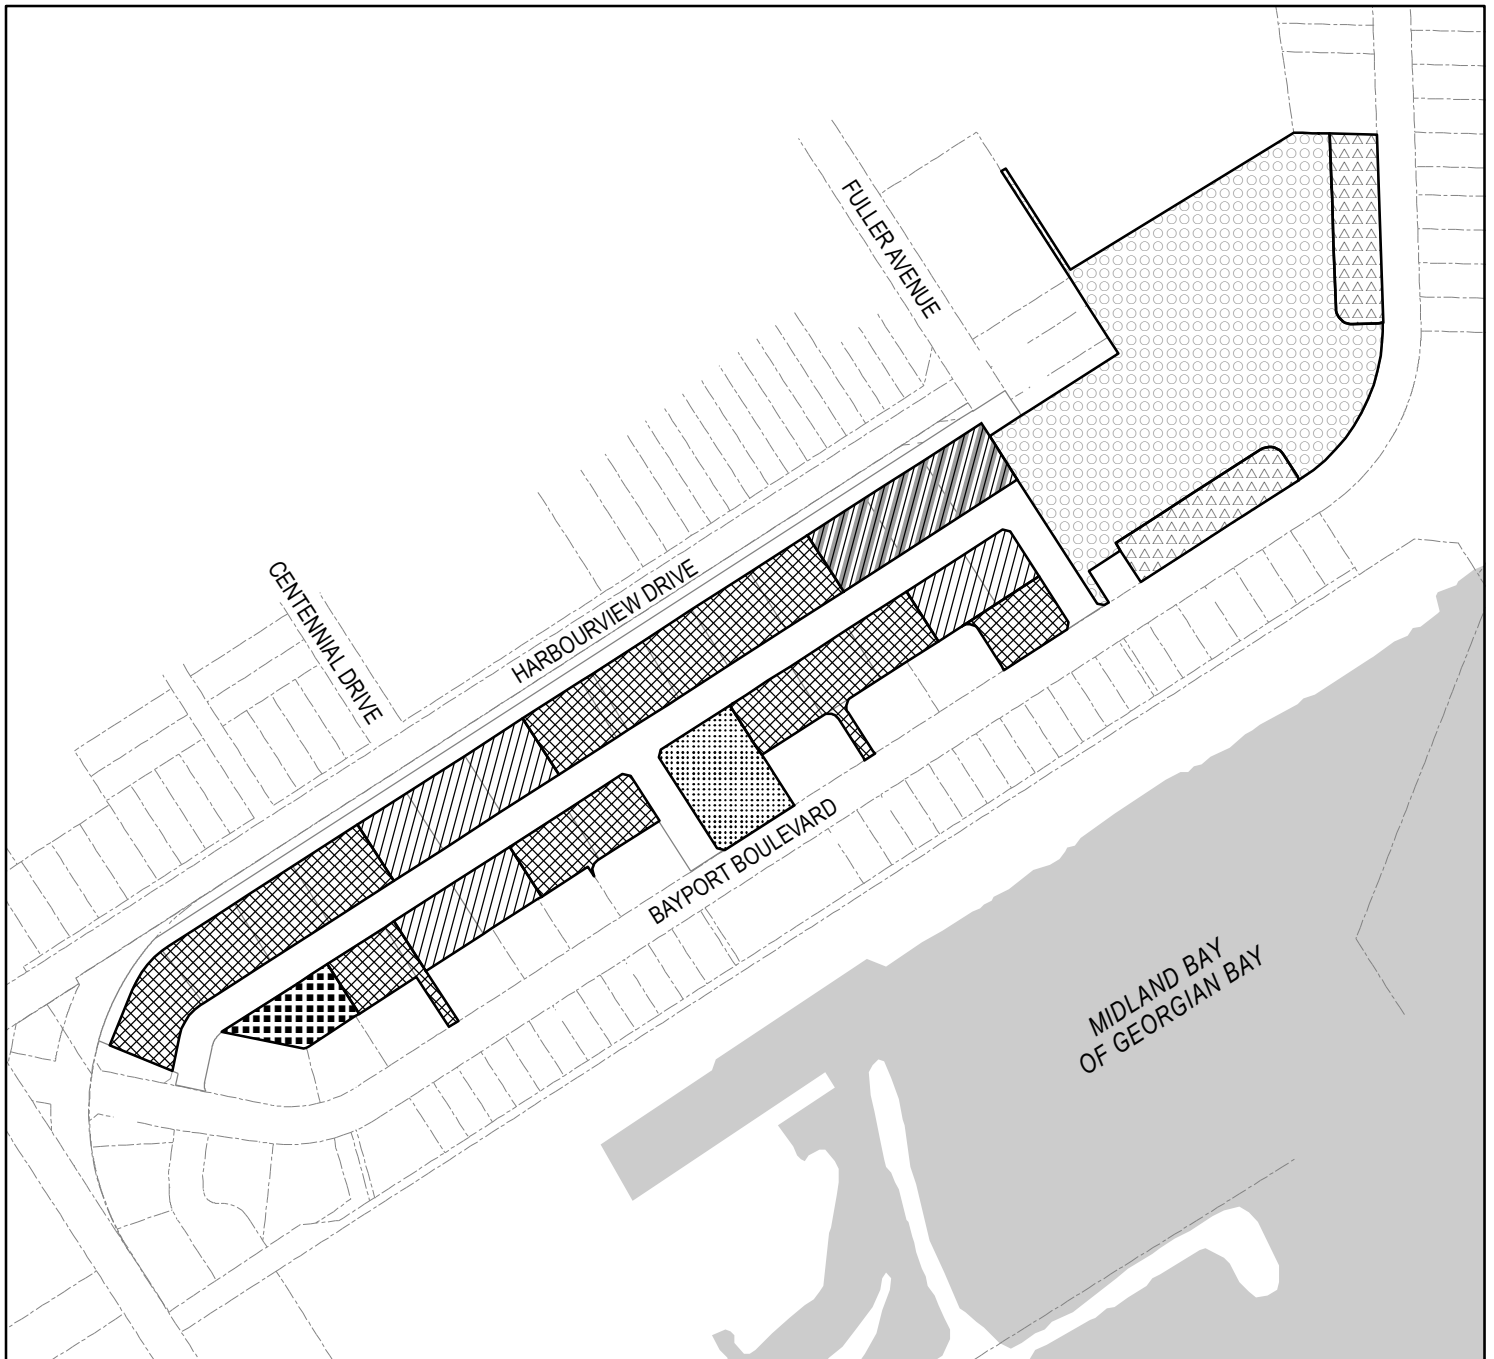 FULLER AVENUE
CENTENNIAL DRIVE
HARBOURVIEW DRIVE
BAYPORT BOULEVARD
MIDLAND BAY
OF GEORGIAN BAY